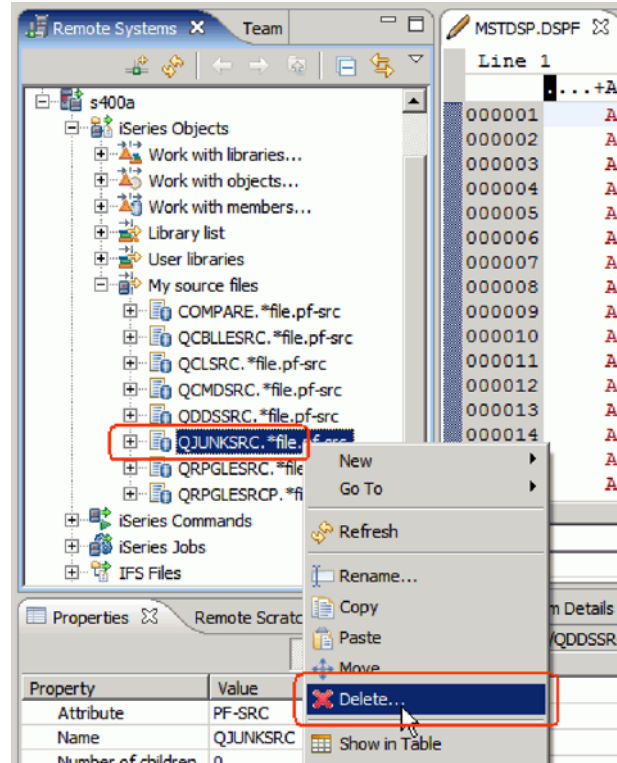 Remote Systems Team
MSTDSP.DSPF
Line 1
....+A
s400a
iSeries Objects
Work with libraries...
Work with objects...
Work with members...
Library list
User libraries
My source files
COMPARE.*file.pf-src
QCBLLESRC.*file.pf-src
QCLSRC.*file.pf-src
QCMDSRC.*file.pf-src
QDDSSRC.*file.pf-src
QJUNKSRC.*file.pf-src
QRPGLESRC.*file
QRPGLESRCP.*fi
iSeries Commands
iSeries Jobs
IFS Files
000001 A
000002 A
000003 A
000004 A
000005 A
000006 A
000007 A
000008 A
000009 A
000010 A
000011 A
000012 A
000013 A
000014 A
A
A
New
Go To
Refresh
Rename...
Copy
Paste
Move
Delete...
Show in Table
Properties Remote Scratc
Property Value
Attribute PF-SRC
Name QJUNKSRC
Number of children 0
m Details
/QDDSSR